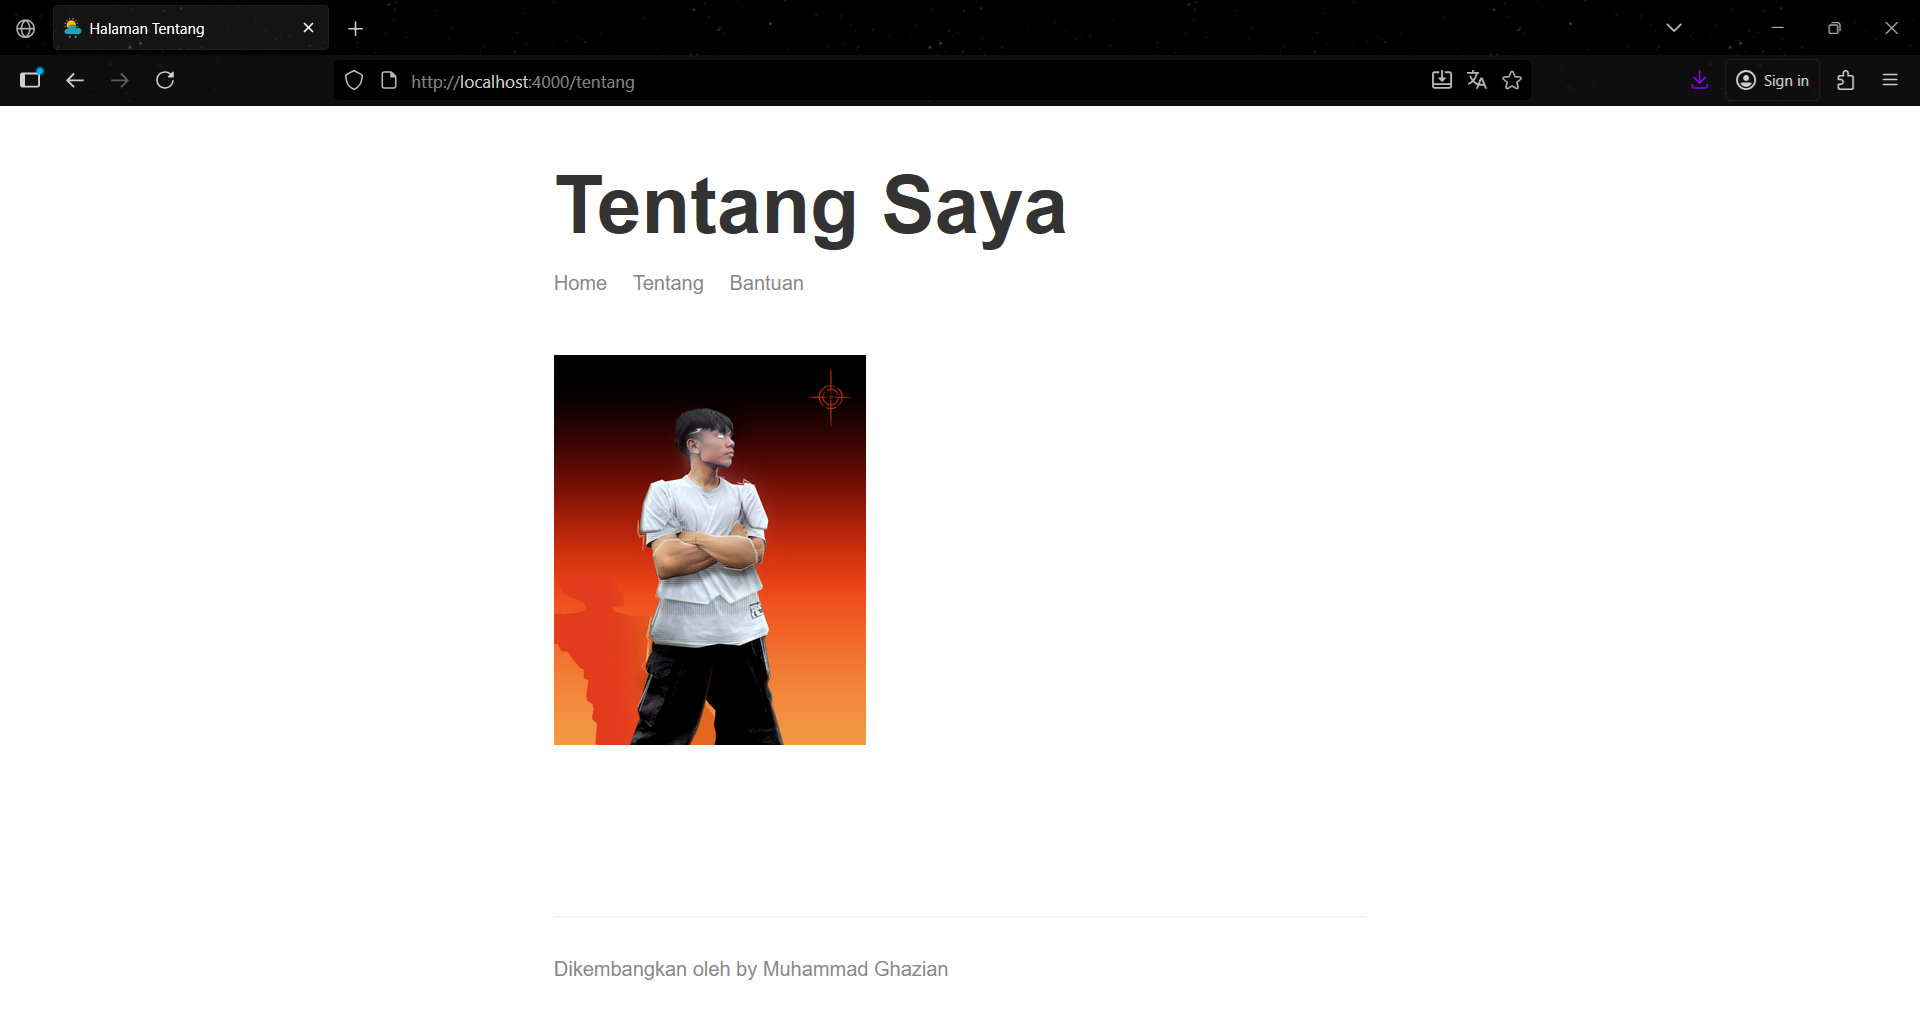 Halaman Tentang
http://localhost:4000/tentang
Sign in
Tentang Saya
Home Tentang Bantuan
Dikembangkan oleh by Muhammad Ghazian